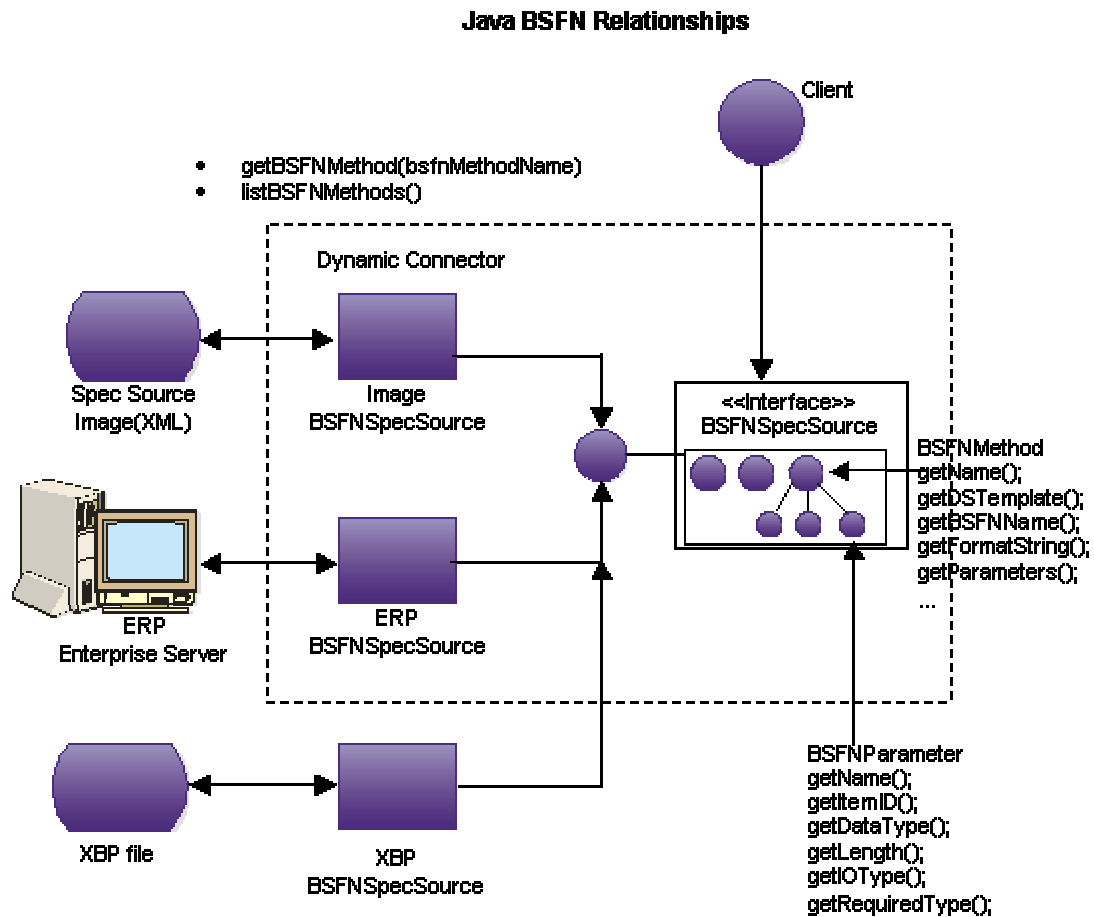 Java BSFN Relationships
Client
• getBSFNMethod(bsfnMethodName)
• listBSFNMethods()
Dynamic Connector
Spec Source
Image(XML)
Image
BSFNSpecSource
<<Interface>>
BSFNSpecSource
BSFNMethod
getName();
getDSTemplate();
getBSFNName();
getFormatString();
getParameters();
...
ERP
Enterprise Server
ERP
BSFNSpecSource
XBP file
XBP
BSFNSpecSource
BSFNParameter
getName();
getItemID();
getDataType();
getLength();
getIOType();
getRequiredType();